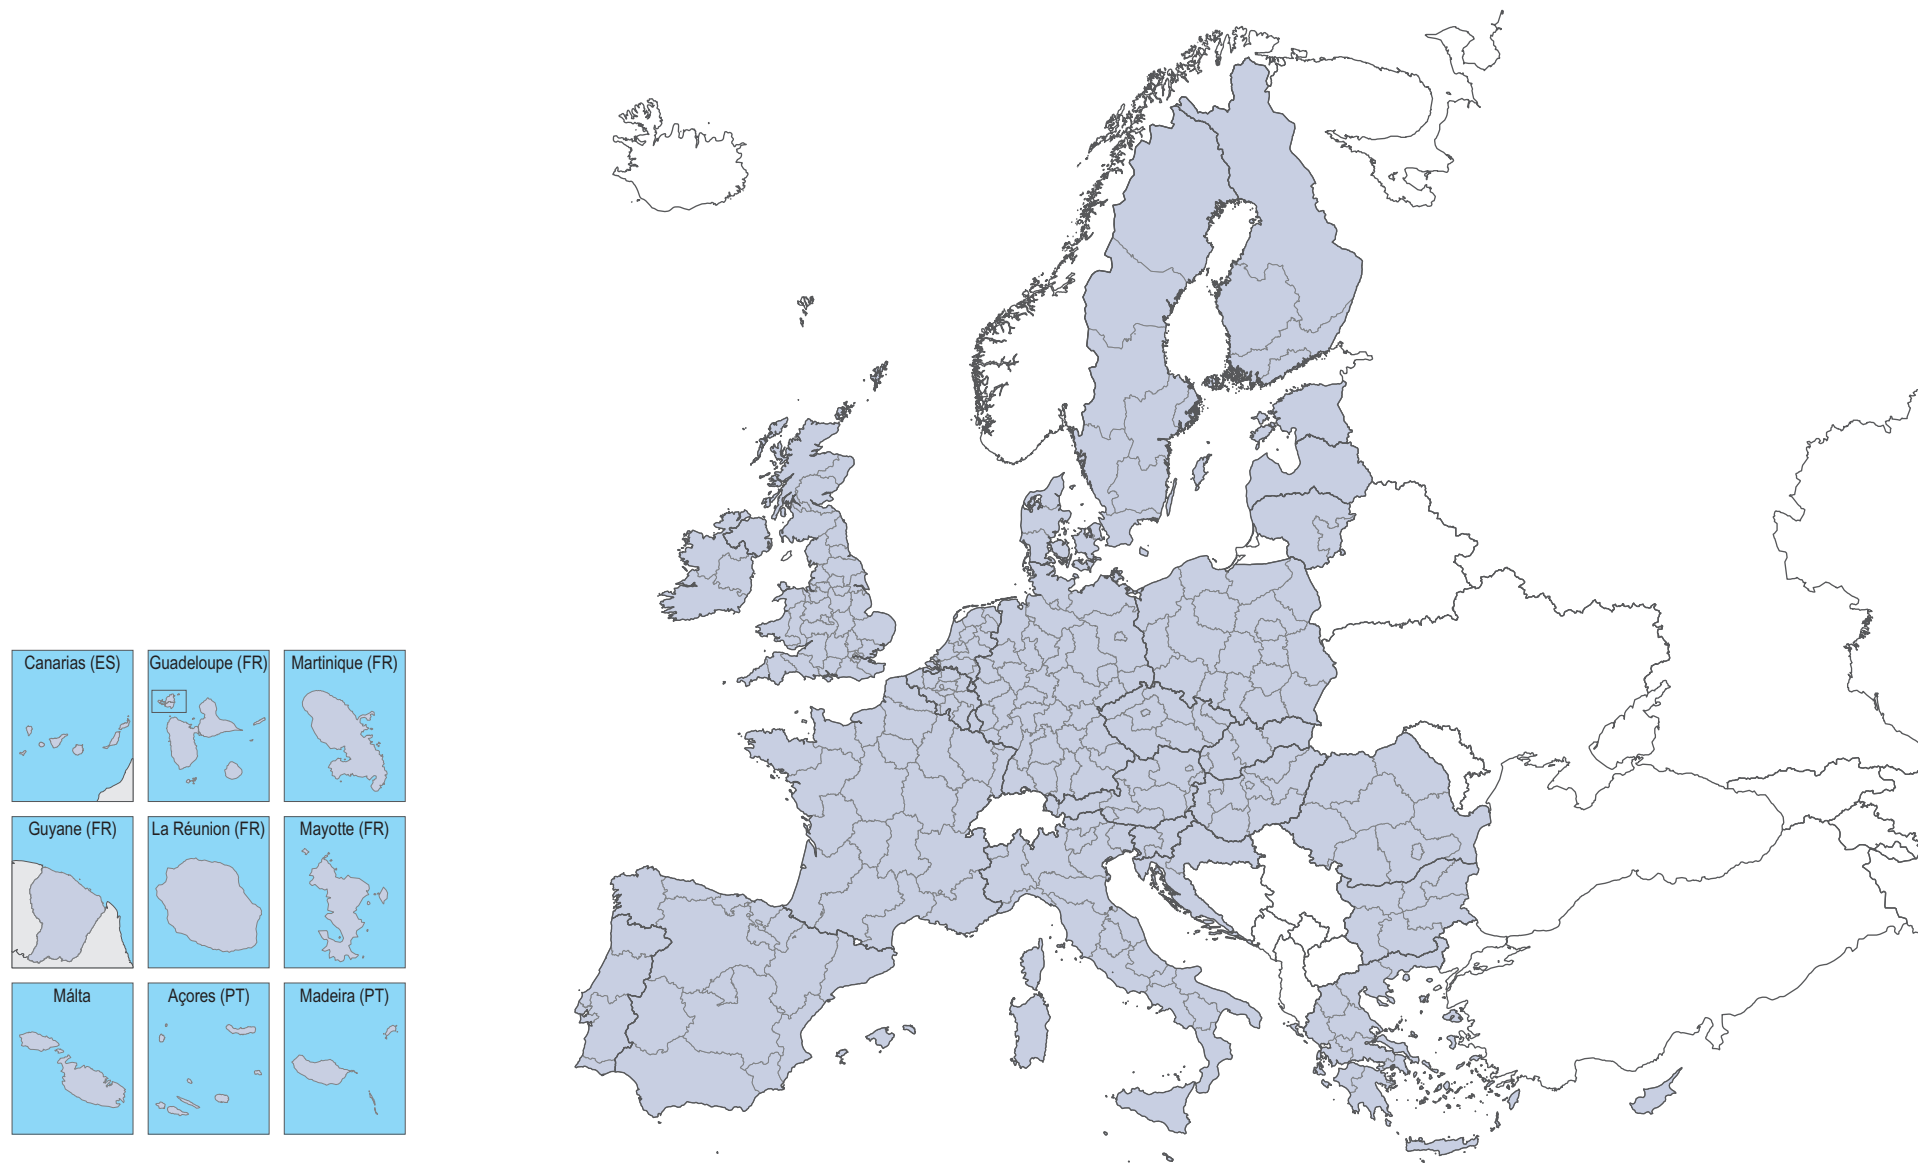 Canarias (ES)
Guadeloupe (FR)
Martinique (FR)
Guyane (FR)
La Réunion (FR)
Mayotte (FR)
Málta
Açores (PT)
Madeira (PT)